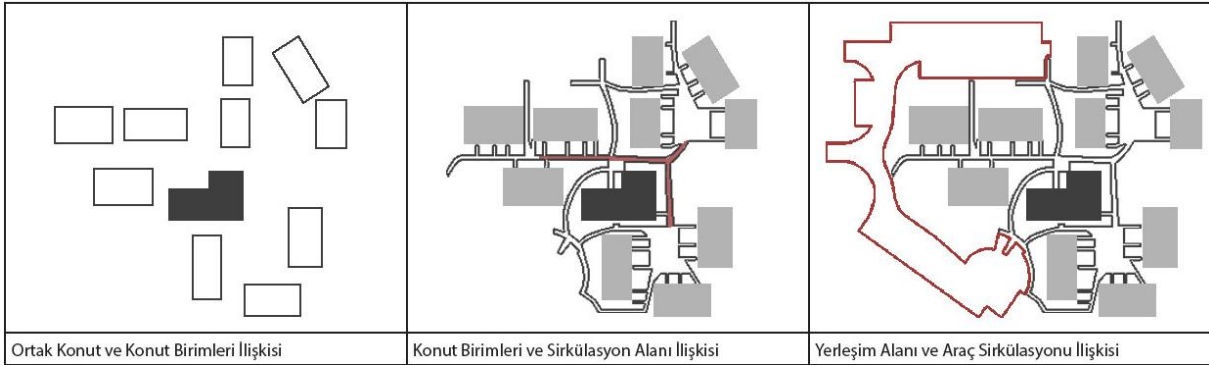 Ortak Konut ve Konut Birimleri İlişkisi
Konut Birimleri ve Sirkülasyon Alanı İlişkisi
Yerleşim Alanı ve Araç Sirkülasyonu İlişkisi